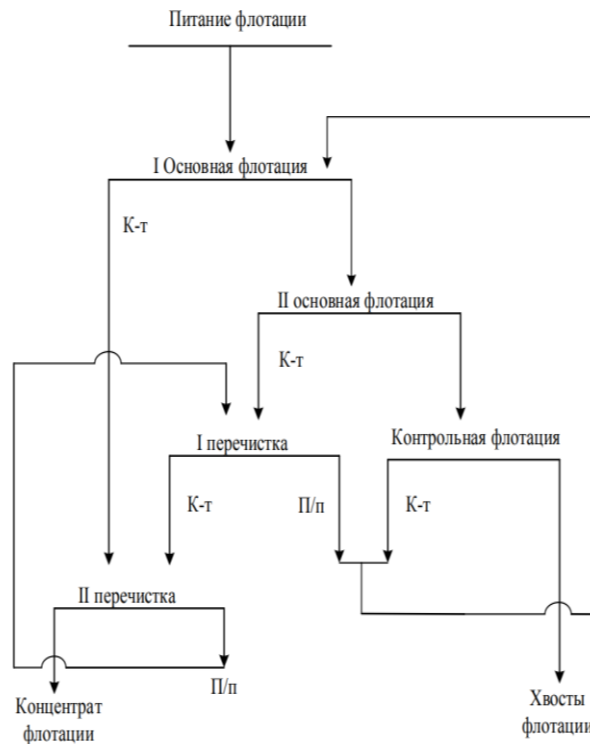 Питание флотации
I Основная флотация
К-т
II основная флотация
К-т
I перечистка
Контрольная флотация
К-т
П/п
К-т
II перечистка
П/п
Концентрат
флотации
Хвосты
флотации